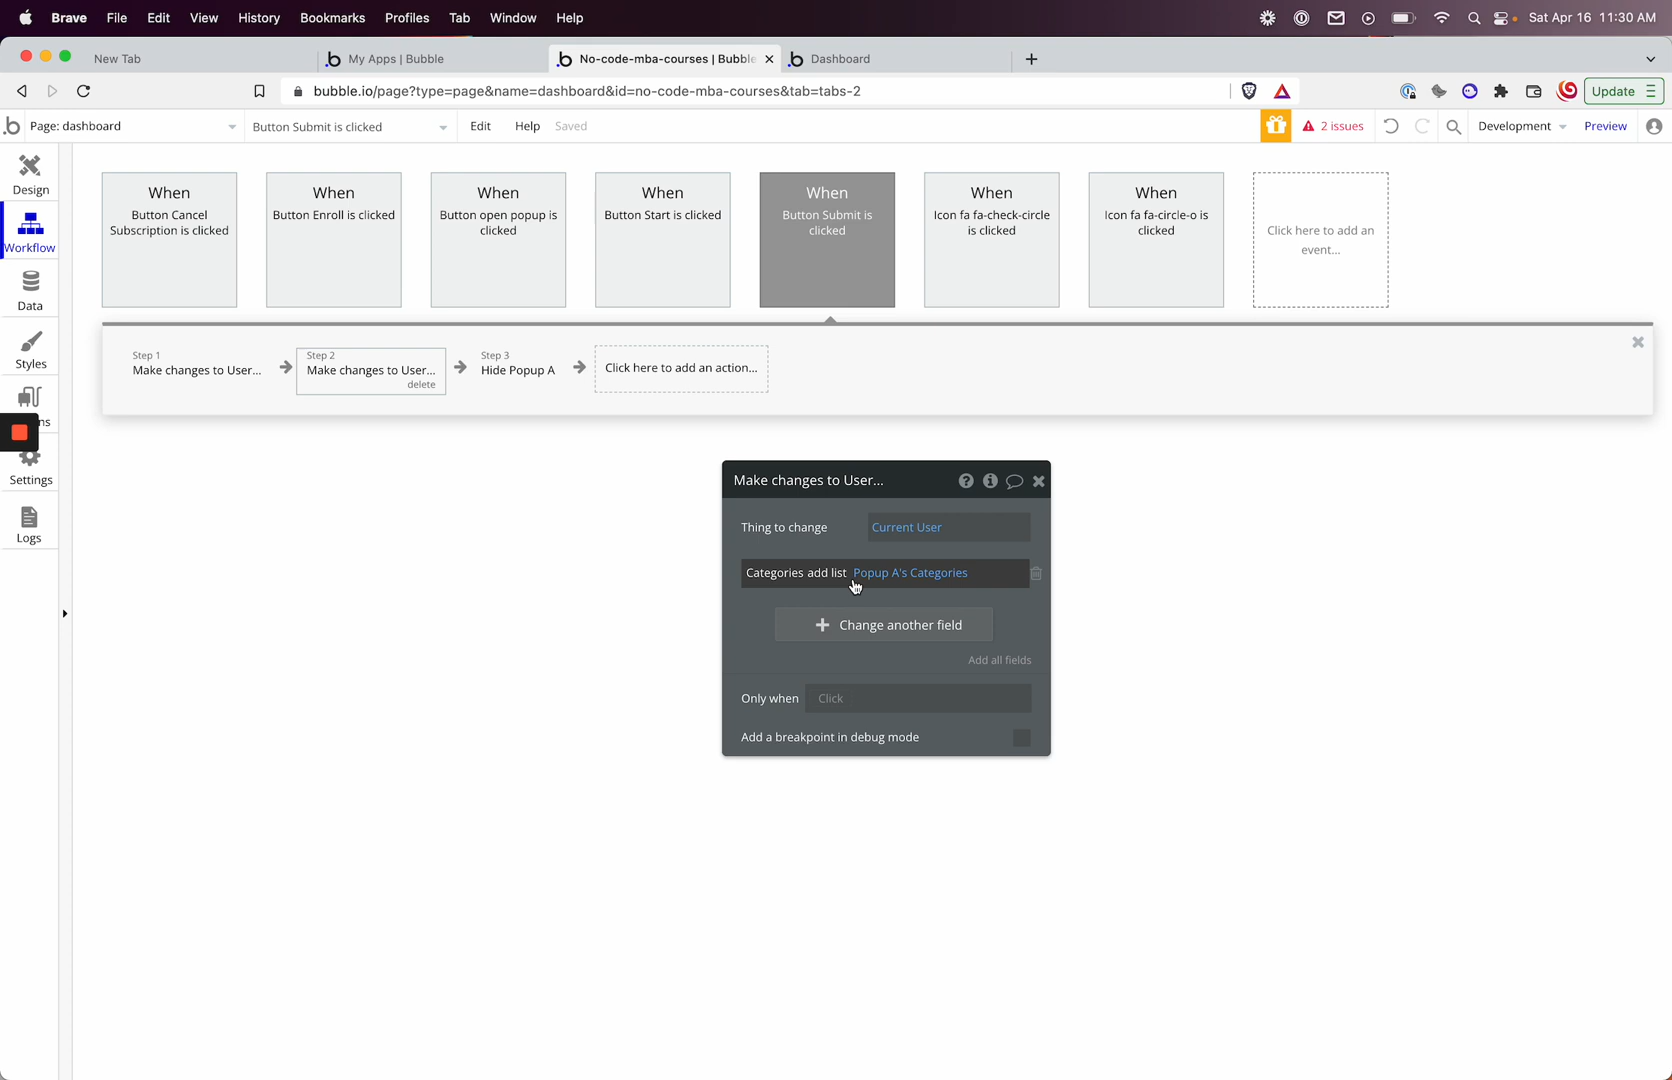 Brave File Edit View History Bookmarks Profiles Tab Window Help Sat Apr 16 11:30 AM
New Tab My Apps | Bubble No-code-mba-courses | Bubble Dashboard
bubble.io/page?type=page&name=dashboard&id=no-code-mba-courses&tab=tabs-2 Update
Page: dashboard Button Submit is clicked Edit Help Saved 2 issues Development Preview
Design
Workflow
Data
Styles
ns
Settings
Logs
When
Button Cancel
Subscription is clicked
When
Button Enroll is clicked
When
Button open popup is
clicked
When
Button Start is clicked
When
Button Submit is
clicked
When
Icon fa fa-check-circle
is clicked
When
Icon fa fa-circle-o is
clicked
Click here to add an
event...
Step 1
Make changes to User...
Step 2
Make changes to User...
delete
Step 3
Hide Popup A
Click here to add an action...
Make changes to User...
Thing to change Current User
Categories add list Popup A's Categories
Change another field
Add all fields
Only when Click
Add a breakpoint in debug mode